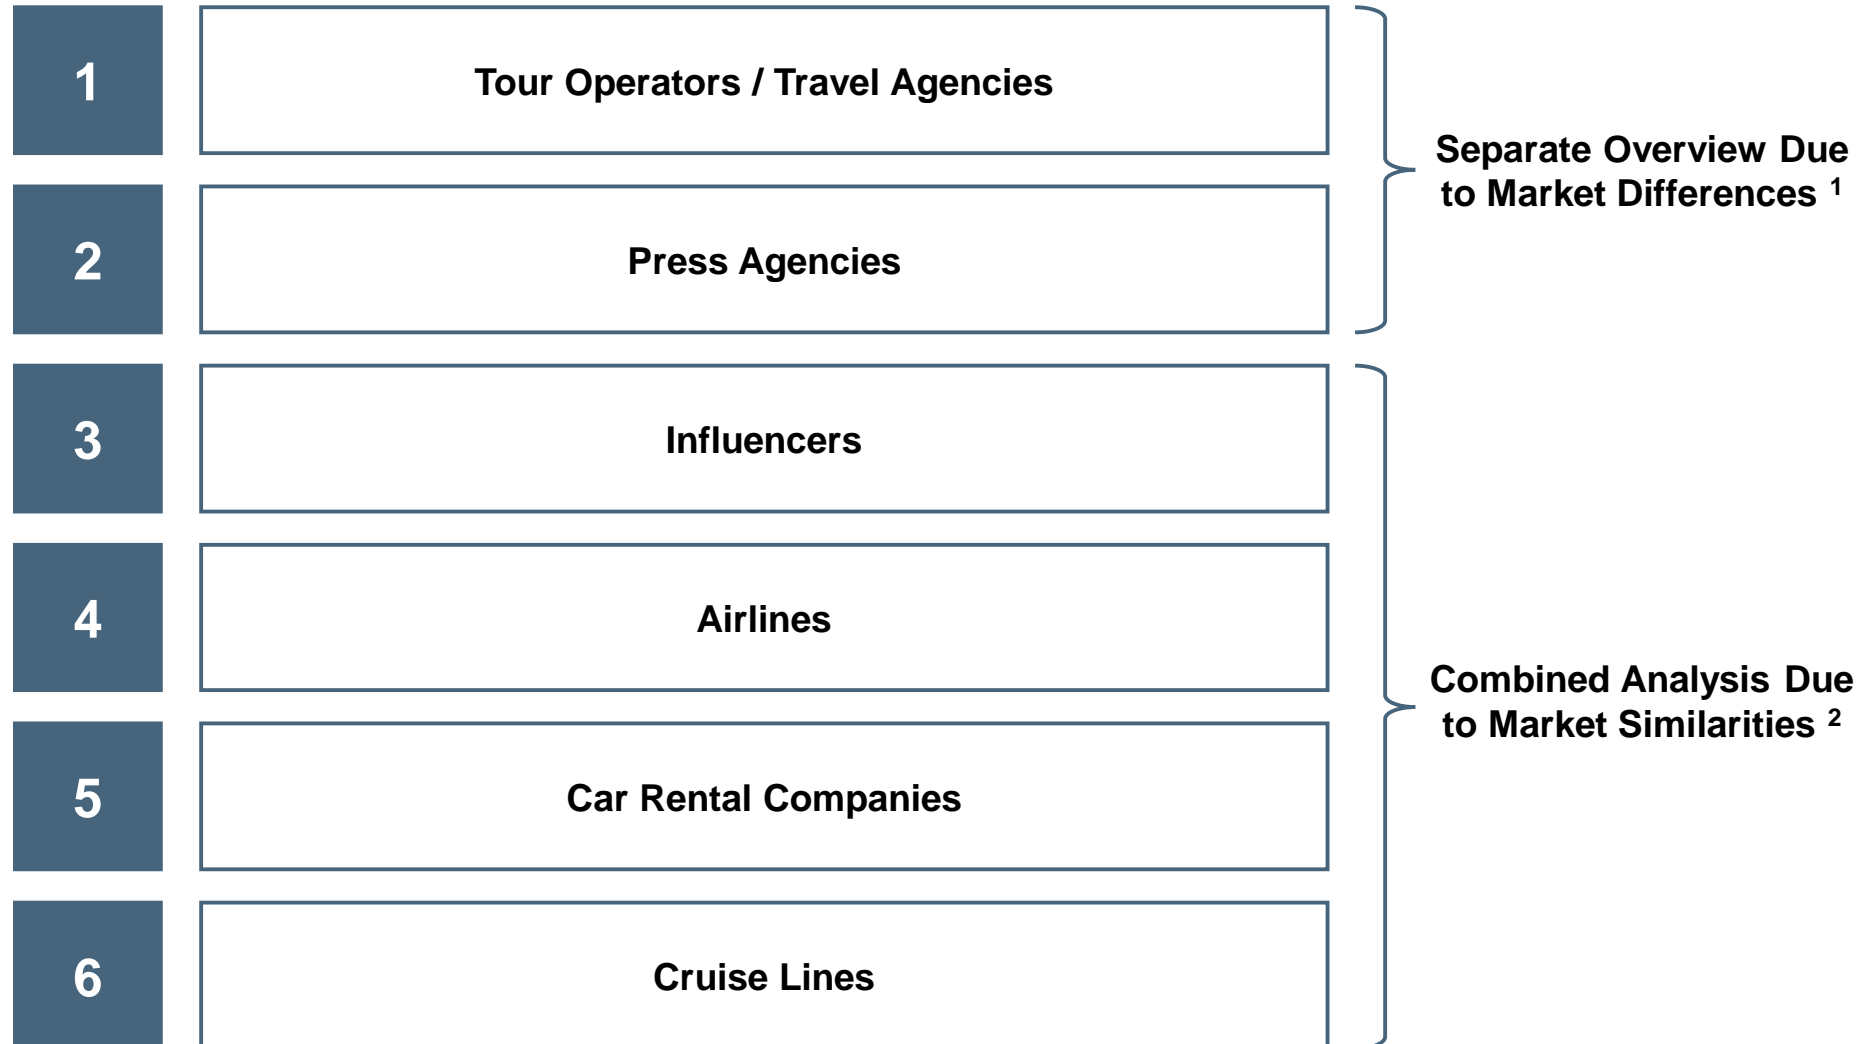 1
Tour Operators / Travel Agencies
2
Press Agencies
Separate Overview Due
to Market Differences ¹
3
Influencers
4
Airlines
5
Car Rental Companies
6
Cruise Lines
Combined Analysis Due
to Market Similarities ²